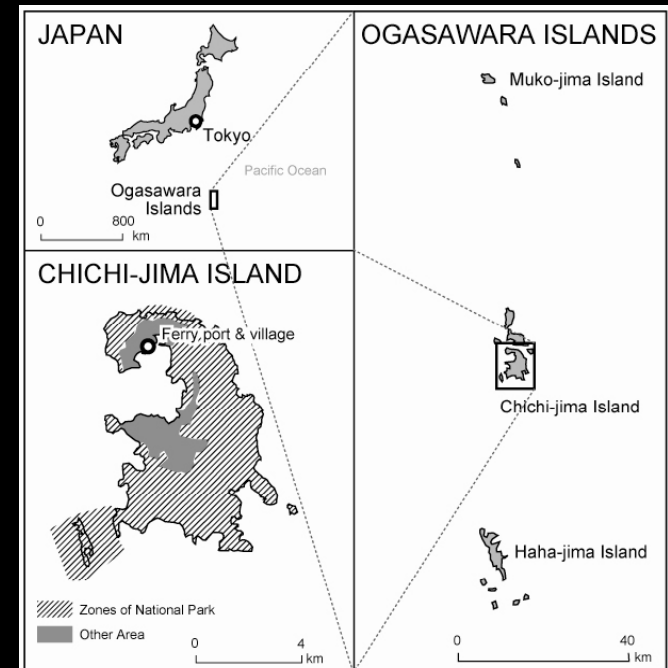 JAPAN
Tokyo
Pacific Ocean
Ogasawara
Islands
0 800
km
CHICHI-JIMA ISLAND
Ferry, port & village
Zones of National Park
Other Area
0 4
km
OGASAWARA ISLANDS
Muko-jima Island
Chichi-jima Island
Haha-jima Island
0 40
km